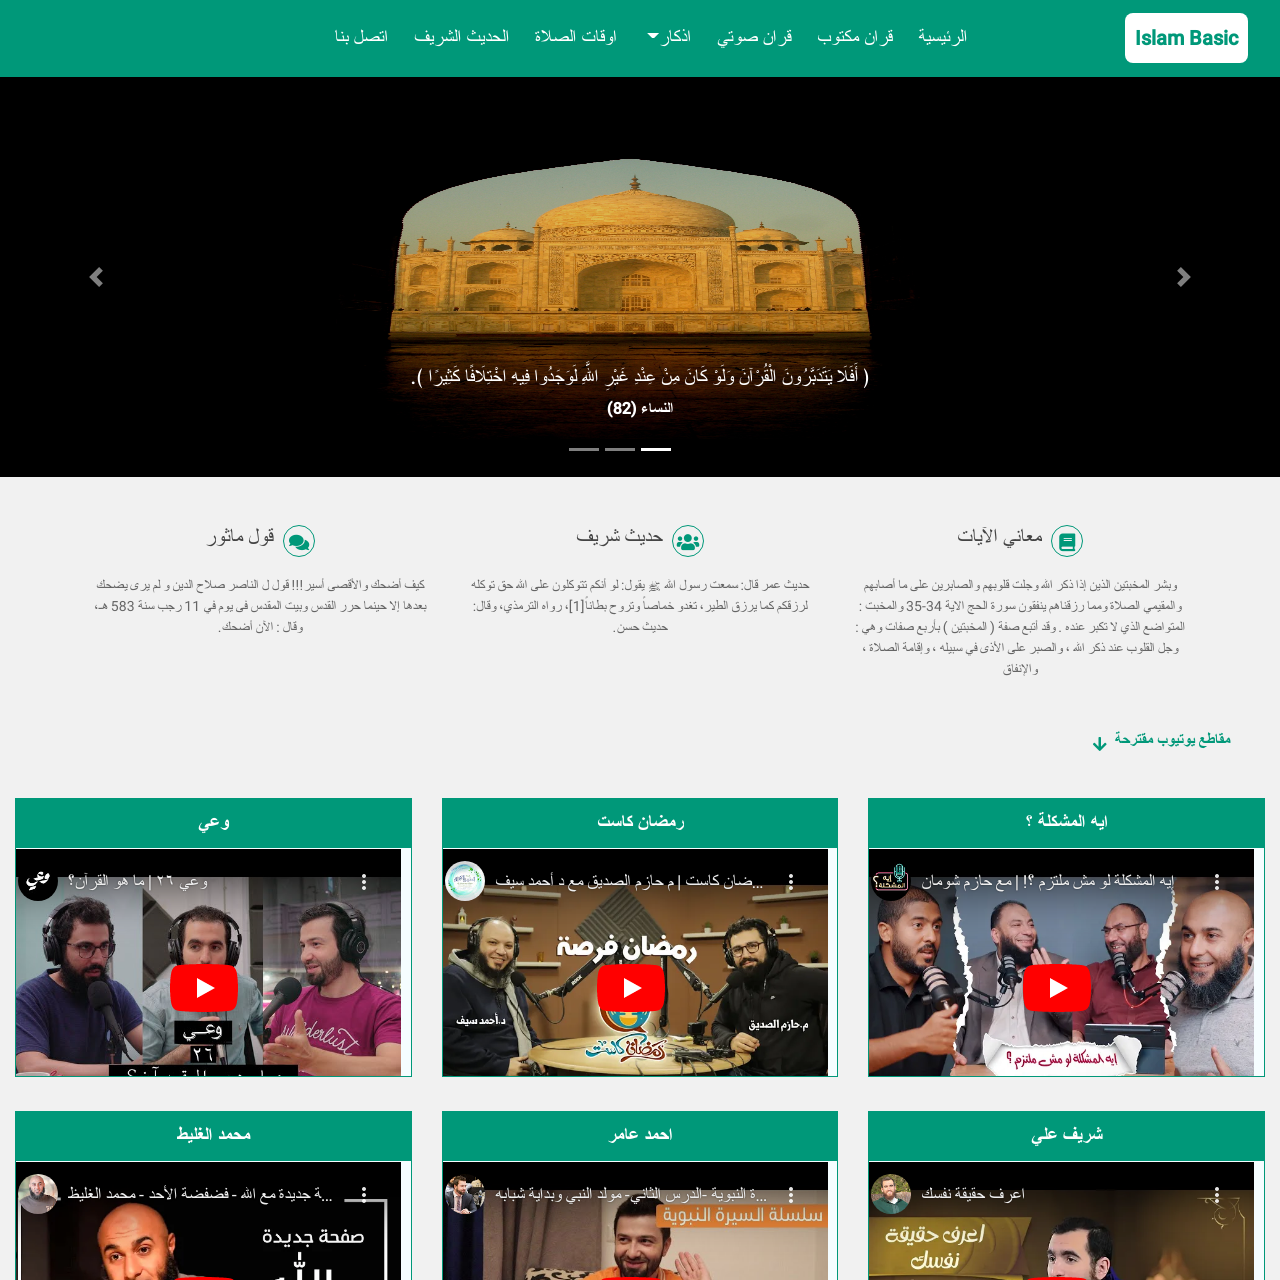 Islam Basic
الرئيسية
قران مكتوب
قران صوتي
اذكار
اوقات الصلاة
الحديث الشريف
اتصل بنا
( أَفَلَا يَتَدَبَّرُونَ الْقُرْآنَ وَلَوْ كَانَ مِنْ عِنْدِ غَيْرِ اللَّهِ لَوَجَدُوا فِيهِ اخْتِلَافًا كَثِيرًا ).
النساء (82)
معاني الآيات
وبشر المخبتين الذين إذا ذكر الله وجلت قلوبهم والصابرين على ما أصابهم
والمقيمي الصلاة ومما رزقناهم ينفقون سورة الحج الاية 34-35 والمخبت :
المتواضع الذي لا تكبر عنده . وقد أتبع صفة ( المخبتين ) بأربع صفات وهي :
وجل القلوب عند ذكر الله ، والصبر على الأذى في سبيله ، وإقامة الصلاة ،
والإنفاق
حديث شريف
حديث عمر قال: سمعت رسول الله ﷺ يقول: لو أنكم تتوكلون على الله حق توكله
لرزقكم كما يرزق الطير، تغدو خماصاً وتروح بطاناً[1]، رواه الترمذي، وقال:
حديث حسن.
قول ماثور
كيف أضحك والأقصى أسير!!! قول ل الناصر صلاح الدين و لم يرى يضحك
بعدها إلا حينما حرر القدس وبيت المقدس فى يوم في 11 رجب سنة 583 هـ،
وقال : الآن أضحك.
مقاطع يوتيوب مقترحة
ايه المشكلة ؟
إيه المشكلة لو مش ملتزم ؟! | مع حازم شومان
ايه المشكلة لو مش ملتزم ؟
رمضان كاست
ضان كاست | م حازم الصديق مع د أحمد سيف...
رمضان فرصة
د.أحمد سيف
م.حازم الصديق
رمضان كاست
وعي
وعي ٢٦ | ما هو القرآن؟
وعي
wanderlust
وعي
٢٦
شريف علي
اعرف حقيقة نفسك
اعرف حقيقة
نفسك
احمد عامر
ة النبوية -الدرس الثاني- مولد النبي وبداية شبابه...
سلسلة السيرة النبوية
محمد الغليط
ة جديدة مع الله - فضفضة الأحد - محمد الغليظ...
صفحة جديدة